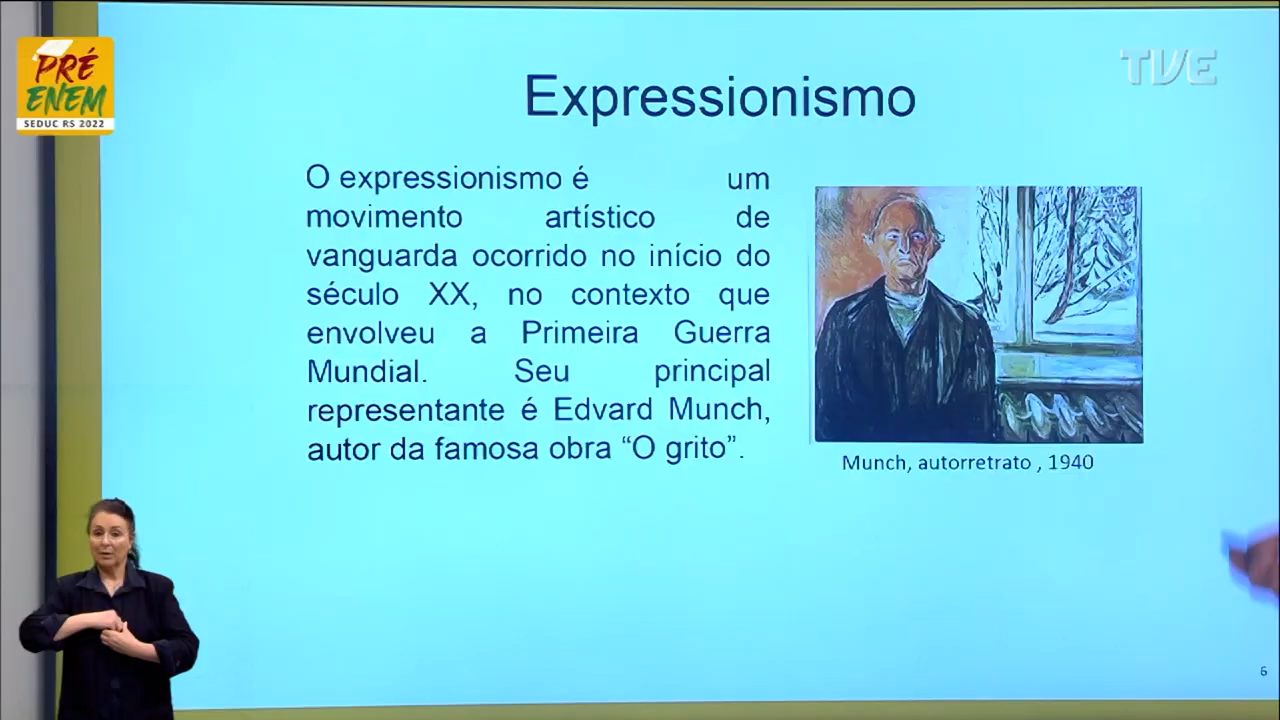 PRÉ
ENEM
SEDUC RS 2022
TVE
Expressionismo
O expressionismo é um
movimento artístico de
vanguarda ocorrido no início do
século XX, no contexto que
envolveu a Primeira Guerra
Mundial. Seu principal
representante é Edvard Munch,
autor da famosa obra “O grito”.
Munch, autorretrato , 1940
6